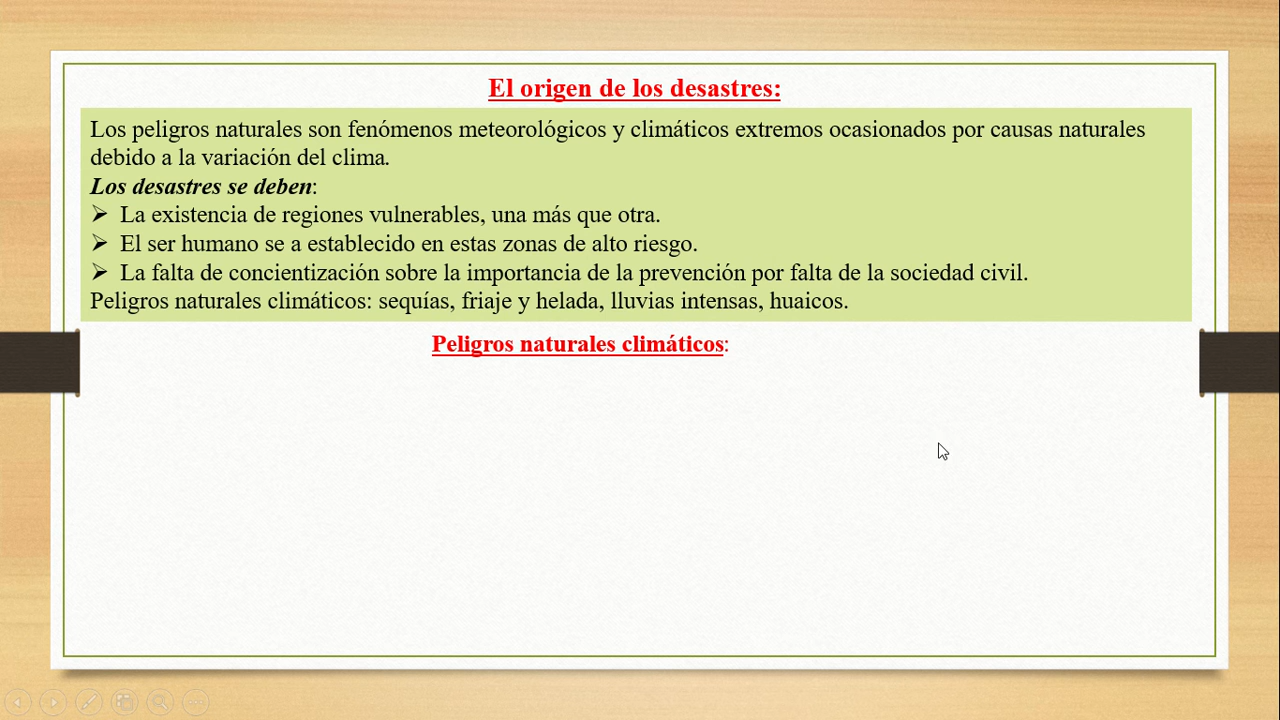 El origen de los desastres:
Los peligros naturales son fenómenos meteorológicos y climáticos extremos ocasionados por causas naturales
debido a la variación del clima.
Los desastres se deben:
➢ La existencia de regiones vulnerables, una más que otra.
➢ El ser humano se a establecido en estas zonas de alto riesgo.
➢ La falta de concientización sobre la importancia de la prevención por falta de la sociedad civil.
Peligros naturales climáticos: sequías, friaje y helada, lluvias intensas, huaicos.
Peligros naturales climáticos: